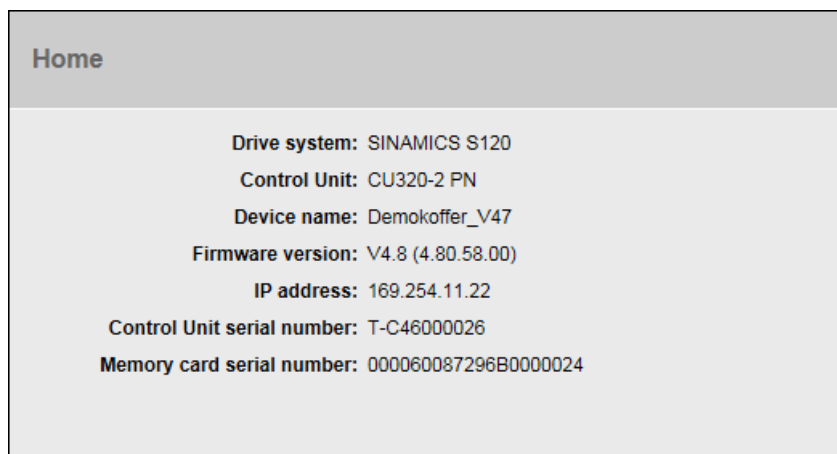 Home
Drive system: SINAMICS S120
Control Unit: CU320-2 PN
Device name: Demokoffer_V47
Firmware version: V4.8 (4.80.58.00)
IP address: 169.254.11.22
Control Unit serial number: T-C46000026
Memory card serial number: 000060087296B0000024